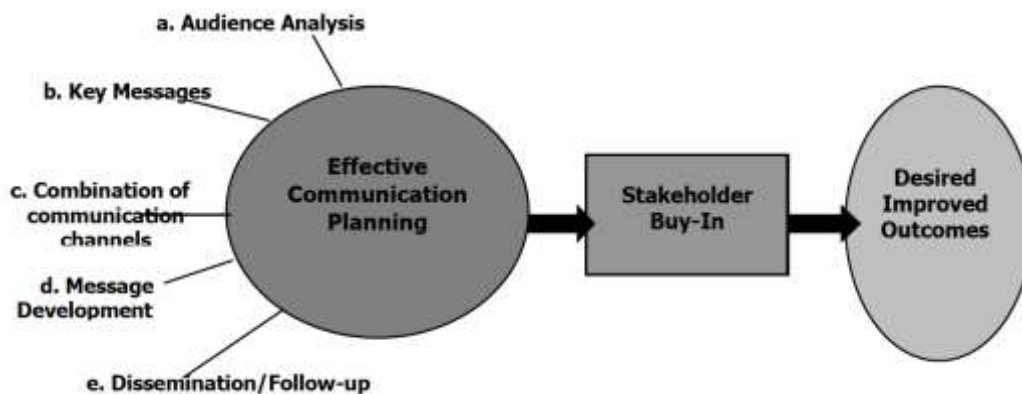 a. Audience Analysis
b. Key Messages
c. Combination of
communication
channels
d. Message
Development
e. Dissemination/Follow-up
Effective
Communication
Planning
Stakeholder
Buy-In
Desired
Improved
Outcomes